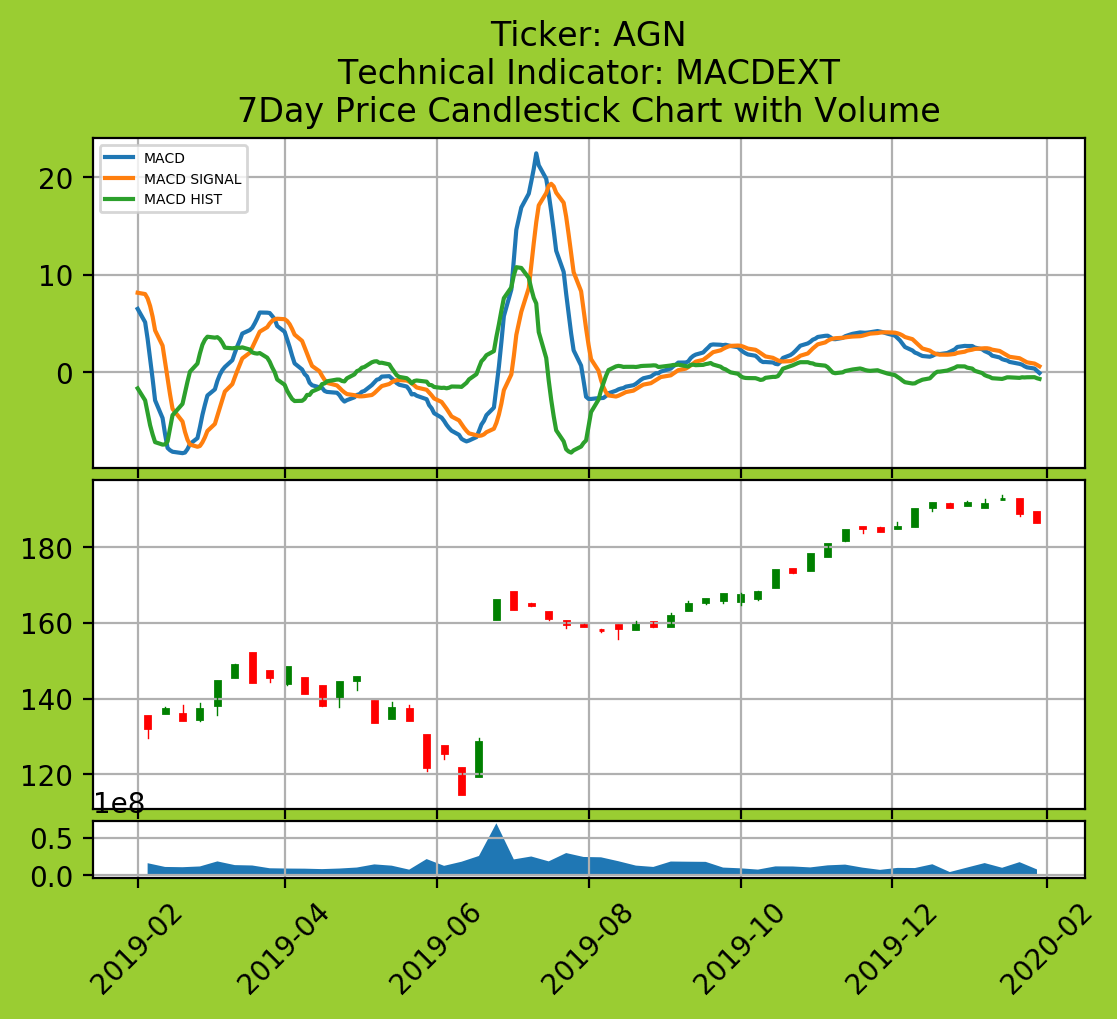 Ticker: AGN
Technical Indicator: MACDEXT
7Day Price Candlestick Chart with Volume
MACD
MACD SIGNAL
MACD HIST
20
10
0
180
160
140
120
1e8
0.5
0.0
2019-02
2019-04
2019-06
2019-08
2019-10
2019-12
2020-02